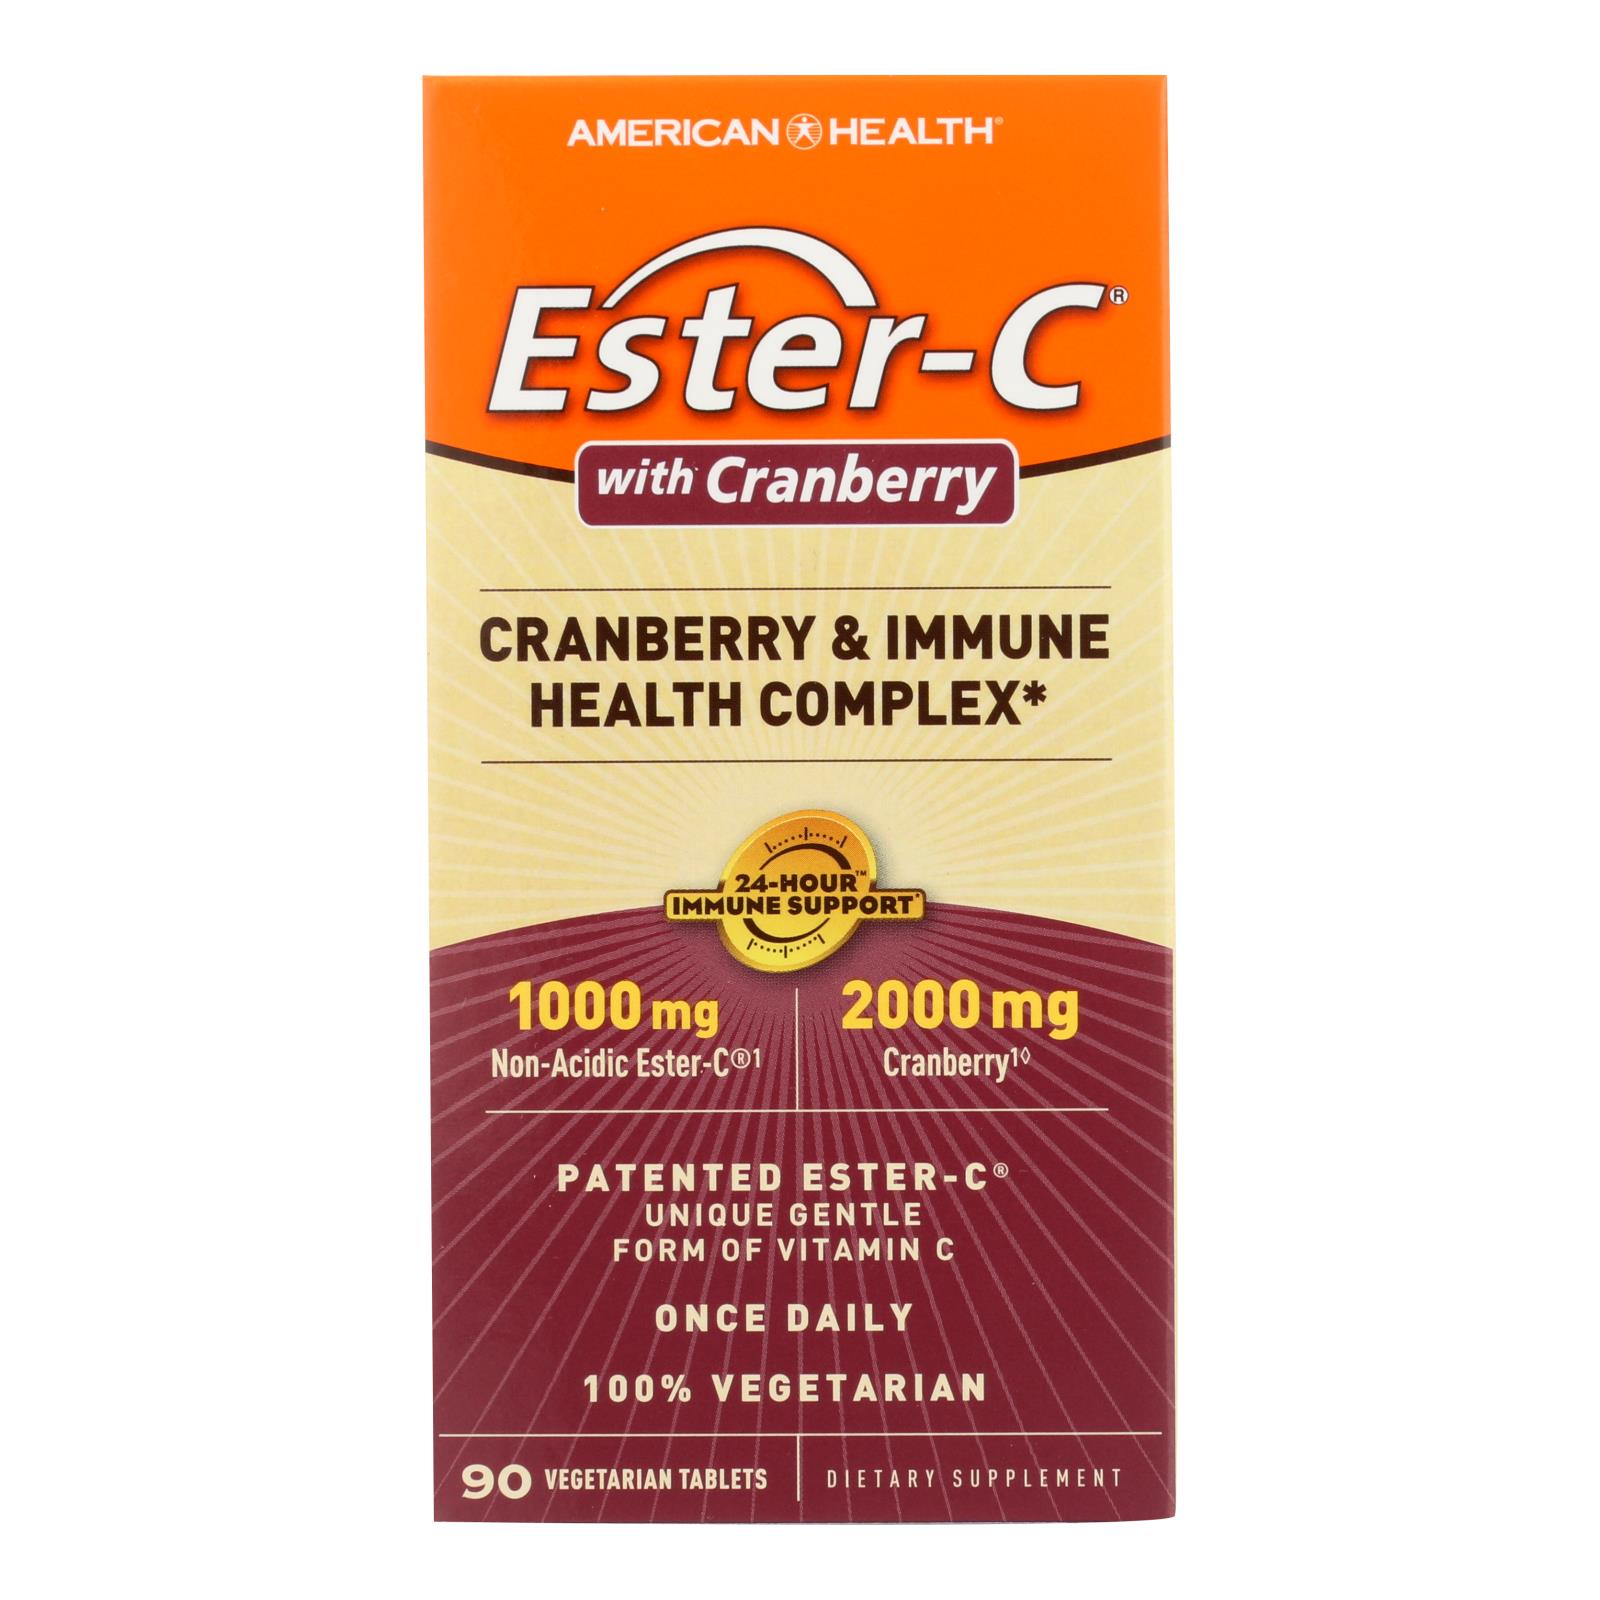 AMERICAN HEALTH®
Ester-C®
with Cranberry
CRANBERRY & IMMUNE
HEALTH COMPLEX*
24-HOUR™
IMMUNE SUPPORT*
1000 mg
Non-Acidic Ester-C®¹
2000 mg
Cranberry¹◊
PATENTED ESTER-C®
UNIQUE GENTLE
FORM OF VITAMIN C
ONCE DAILY
100% VEGETARIAN
90 VEGETARIAN TABLETS
DIETARY SUPPLEMENT